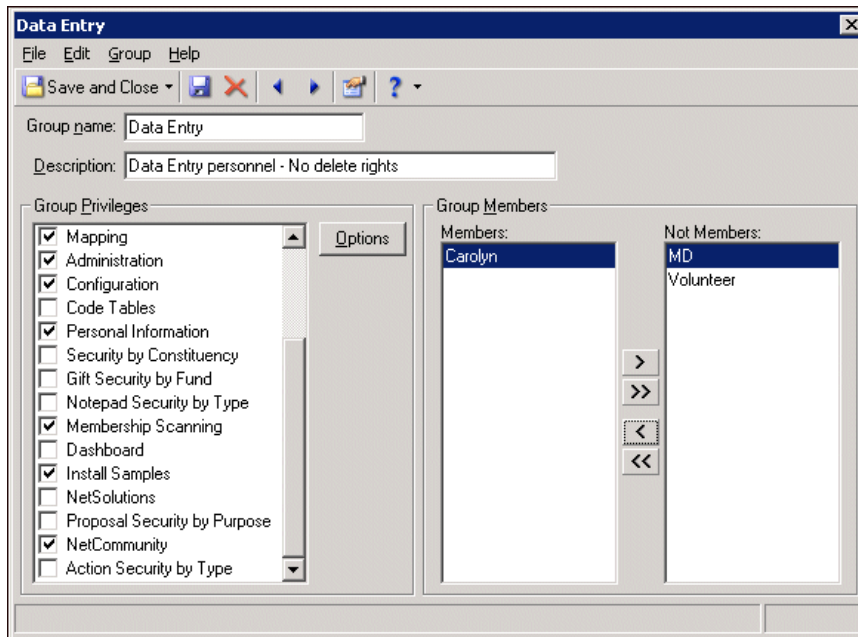 Data Entry
File Edit Group Help
Save and Close
Group name: Data Entry
Description: Data Entry personnel - No delete rights
Group Privileges
Mapping
Administration
Configuration
Code Tables
Personal Information
Security by Constituency
Gift Security by Fund
Notepad Security by Type
Membership Scanning
Dashboard
Install Samples
NetSolutions
Proposal Security by Purpose
NetCommunity
Action Security by Type
Options
Group Members
Members:
Carolyn
>
>>
<
<<
Not Members:
MD
Volunteer